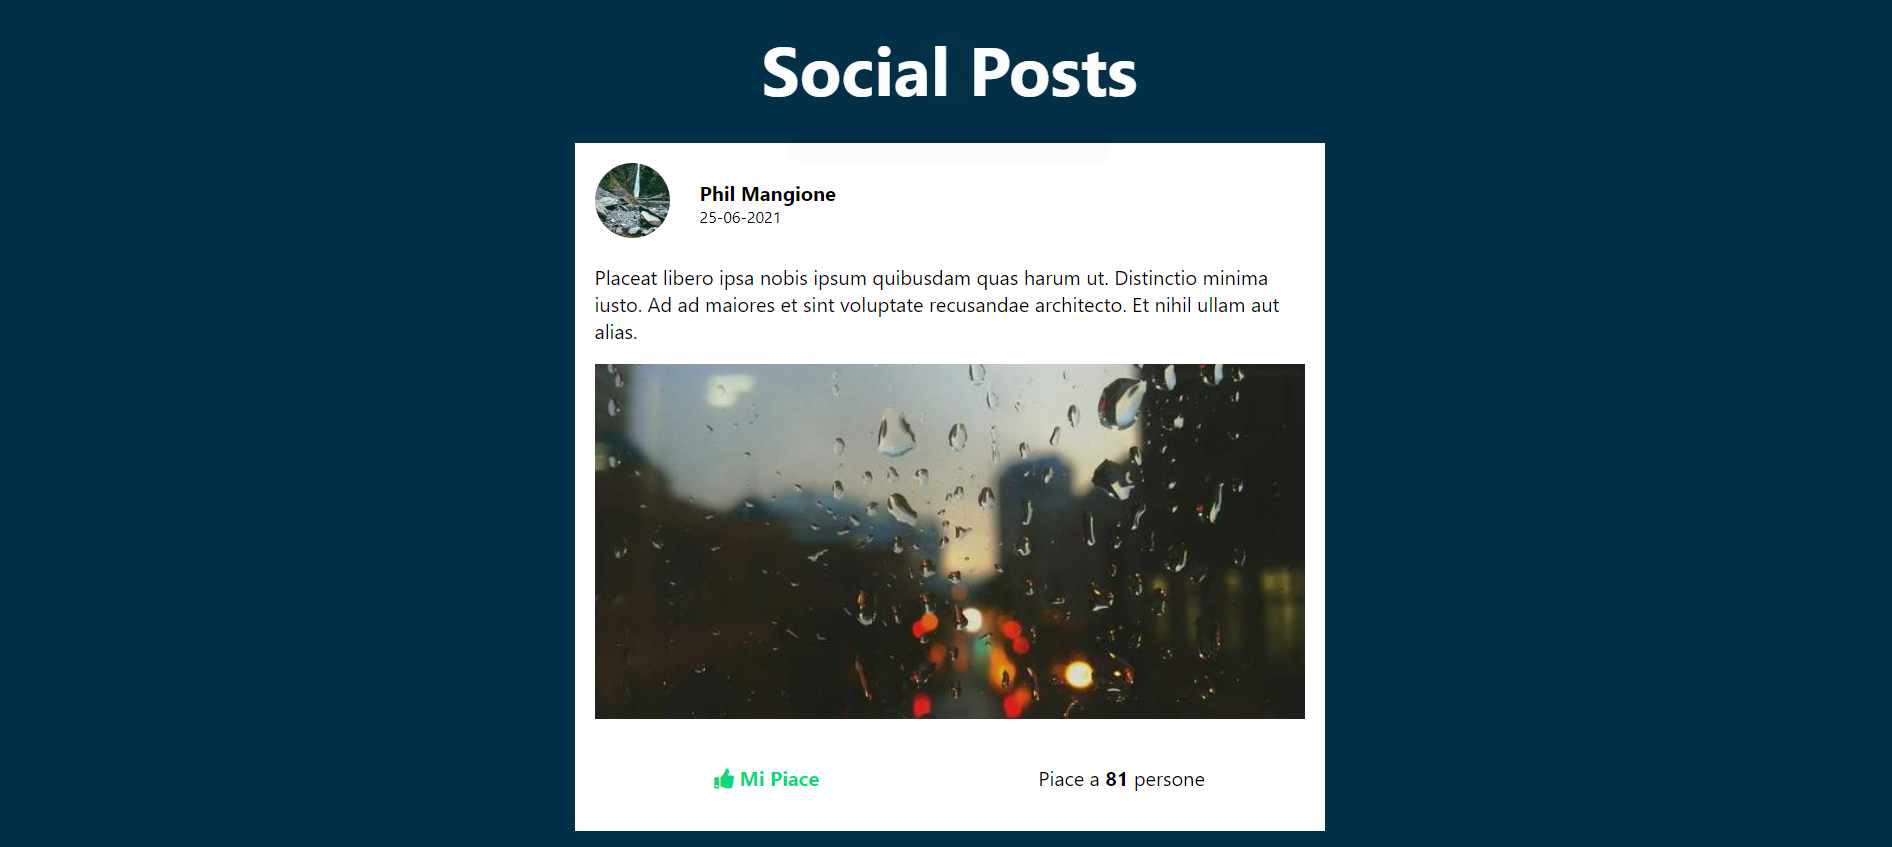 Social Posts
Phil Mangione
25-06-2021
Placeat libero ipsa nobis ipsum quibusdam quas harum ut. Distinctio minima
iusto. Ad ad maiores et sint voluptate recusandae architecto. Et nihil ullam aut
alias.
Mi Piace
Piace a 81 persone